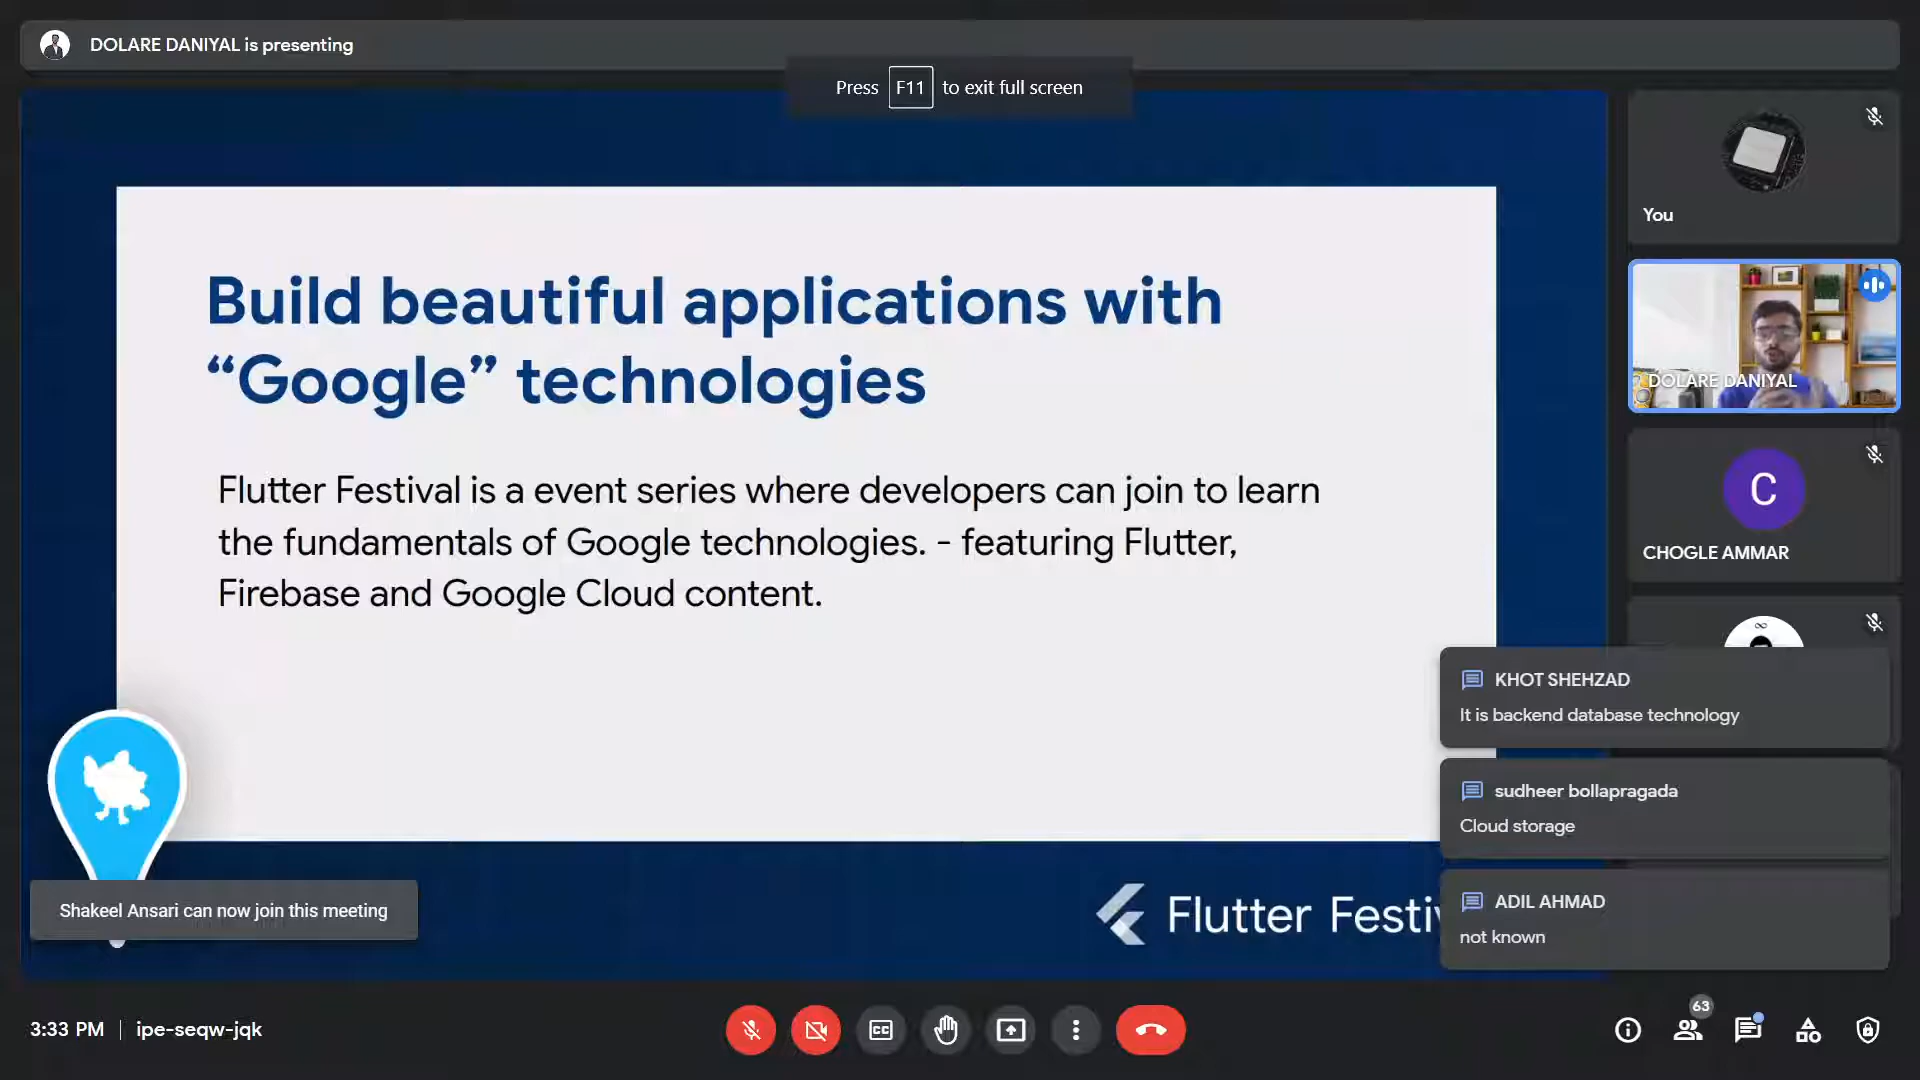 DOLARE DANIYAL is presenting
Press F11 to exit full screen
Build beautiful applications with
“Google” technologies
Flutter Festival is a event series where developers can join to learn
the fundamentals of Google technologies. - featuring Flutter,
Firebase and Google Cloud content.
Flutter Festiv
Shakeel Ansari can now join this meeting
You
DOLARE DANIYAL
C
CHOGLE AMMAR
KHOT SHEHZAD
It is backend database technology
sudheer bollapragada
Cloud storage
ADIL AHMAD
not known
3:33 PM | ipe-seqw-jqk
CC
63